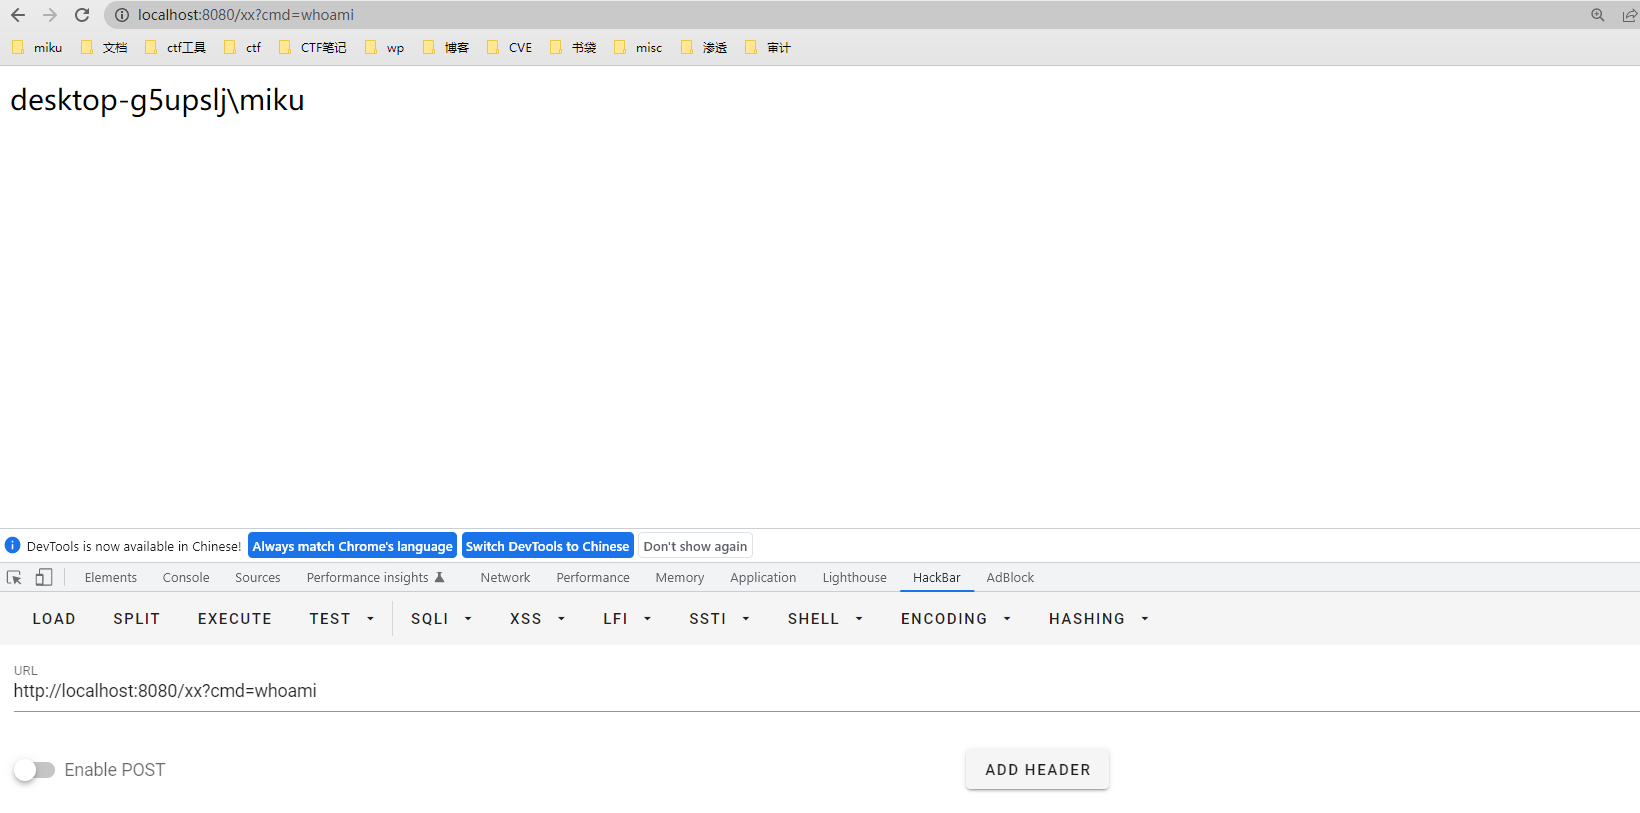 localhost:8080/xx?cmd=whoami
miku 文档 ctf工具 ctf CTF笔记 wp 博客 CVE 书袋 misc 渗透 审计
desktop-g5upslj\miku
DevTools is now available in Chinese! Always match Chrome's language Switch DevTools to Chinese Don't show again
Elements Console Sources Performance insights Network Performance Memory Application Lighthouse HackBar AdBlock
LOAD SPLIT EXECUTE TEST SQLI XSS LFI SSTI SHELL ENCODING HASHING
URL
http://localhost:8080/xx?cmd=whoami
Enable POST ADD HEADER